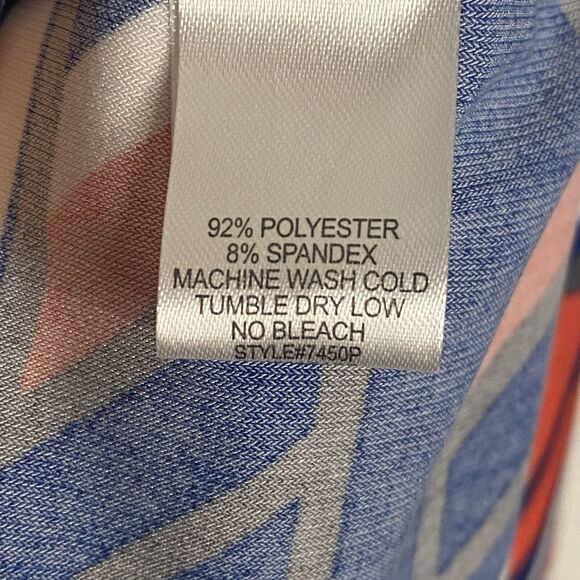 92% POLYESTER
8% SPANDEX
MACHINE WASH COLD
TUMBLE DRY LOW
NO BLEACH
STYLE#7450P